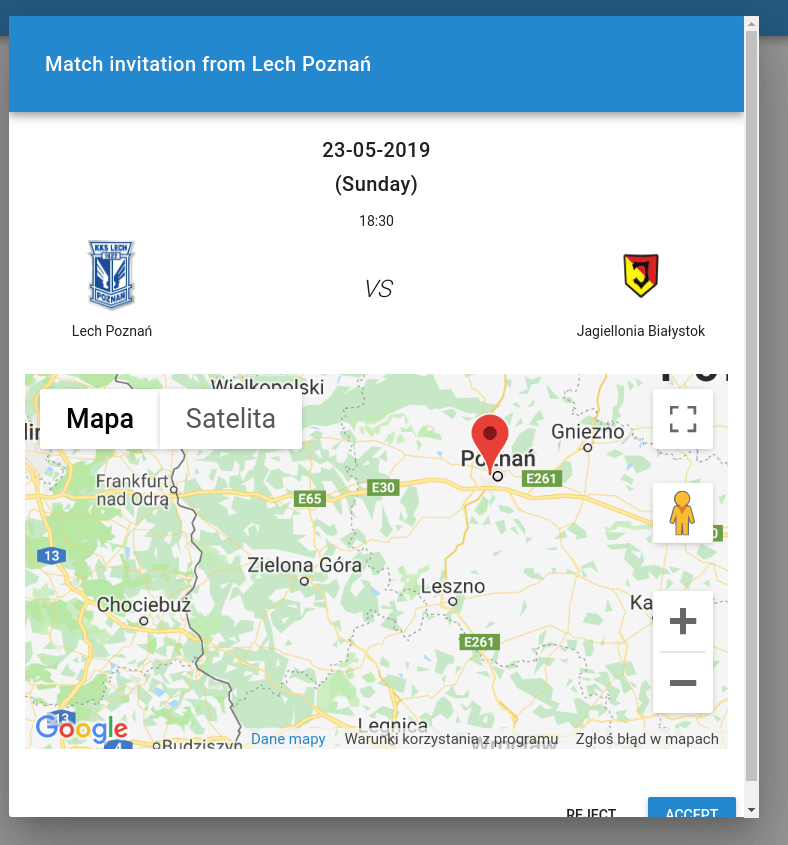 Match invitation from Lech Poznań
23-05-2019
(Sunday)
18:30
KKS LECH
1922
POZNAŃ
J
VS
Lech Poznań
Jagiellonia Białystok
Wielkopolski
Mapa
Satelita
Gniezno
Poznań
Frankfurt
nad Odrą
E65
E30
E261
13
Zielona Góra
Chociebuż
Leszno
E261
13
Google
4
Budziszyn
Legnica
Wrocław
Dane mapy
Warunki korzystania z programu
Zgłoś błąd w mapach
REJECT
ACCEPT